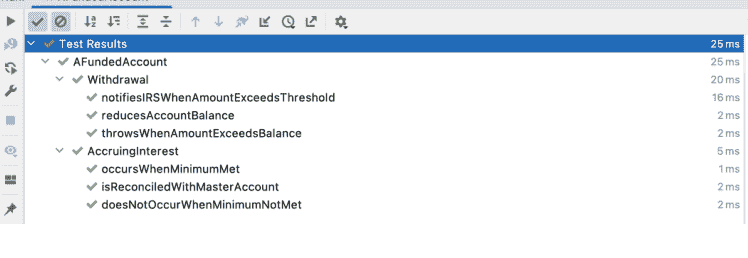 Test Results 25 ms
AFundedAccount 25 ms
Withdrawal 20 ms
notifiesIRSWhenAmountExceedsThreshold 16 ms
reducesAccountBalance 2 ms
throwsWhenAmountExceedsBalance 2 ms
AccruingInterest 5 ms
occursWhenMinimumMet 1 ms
isReconciledWithMasterAccount 2 ms
doesNotOccurWhenMinimumNotMet 2 ms